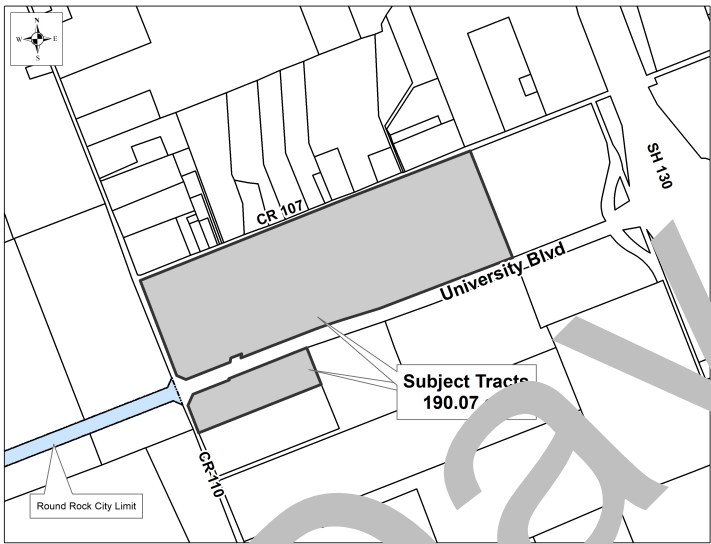 N
W E
S
SH 130
CR 107
University Blvd
Subject Tracts
190.07
CR 110
Round Rock City Limit